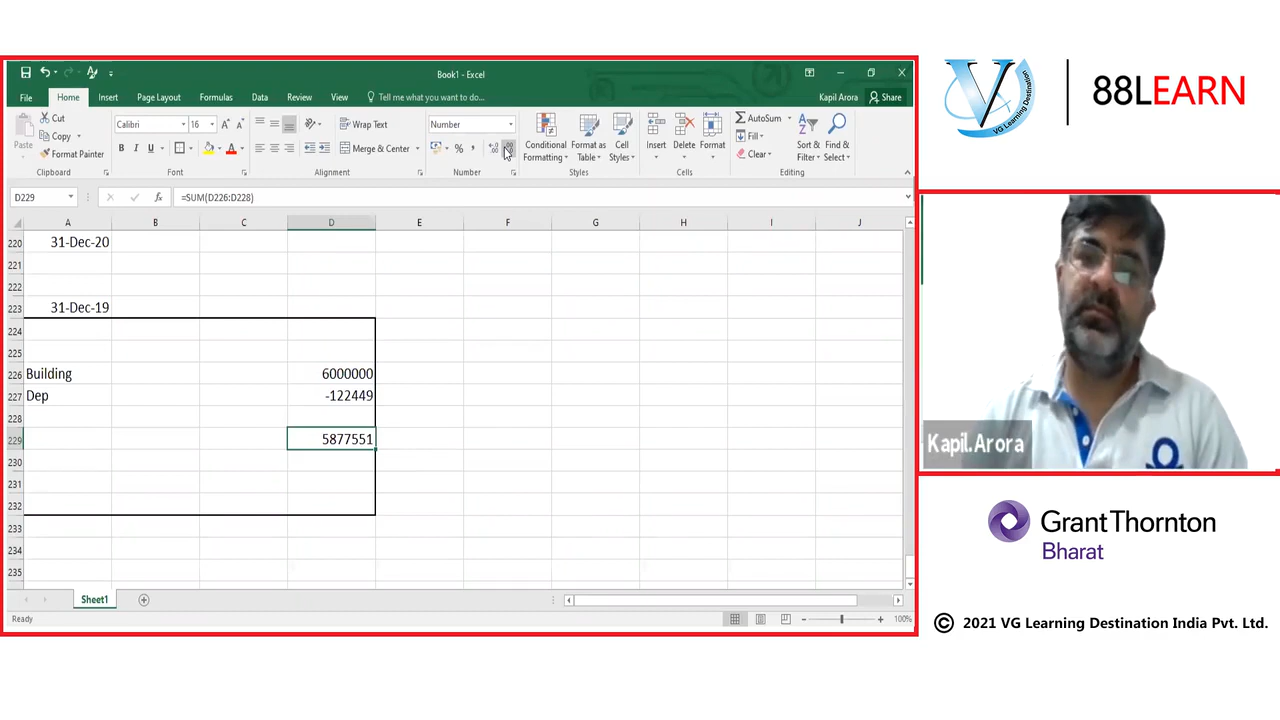 Book1 - Excel
File Home Insert Page Layout Formulas Data Review View Tell me what you want to do... Kapil Arora Share
Cut
Copy
Format Painter
Paste
Clipboard
Calibri 16
B I U
Font
Wrap Text
Merge & Center
Alignment
Number
%
Number
Conditional Formatting
Format as Table
Cell Styles
Styles
Insert Delete Format
Cells
AutoSum
Fill
Clear
Sort & Filter
Find & Select
Editing
D229 fx =SUM(D226:D228)
A B C D E F G H I J
220 31-Dec-20
221
222
223 31-Dec-19
224
225
226 Building 6000000
227 Dep -122449
228
229 5877551
230
231
232
233
234
235
Sheet1
Ready 100%
VG Learning Destination
88LEARN
Kapil.Arora
Grant Thornton
Bharat
© 2021 VG Learning Destination India Pvt. Ltd.